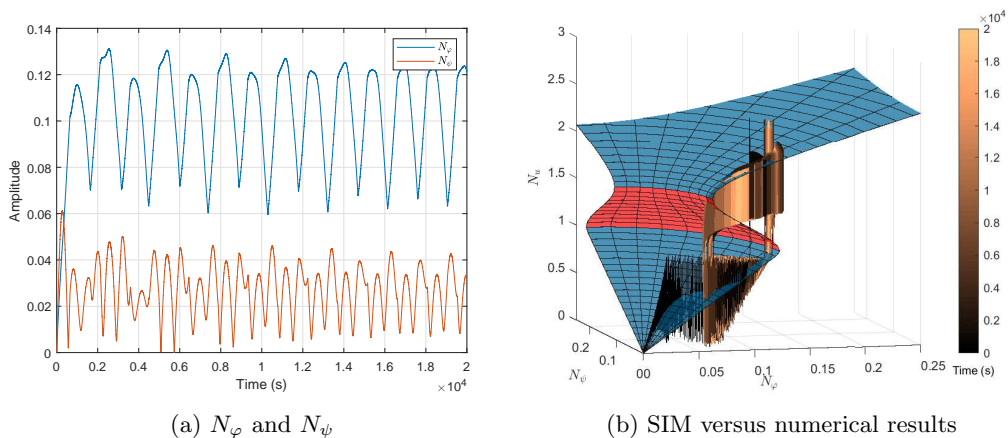 0.14
0.12
0.1
0.08
0.06
0.04
0.02
0
Amplitude
N_φ
N_ψ
0 0.2 0.4 0.6 0.8 1 1.2 1.4 1.6 1.8 2
Time (s)
×10^4
(a) N_φ and N_ψ
3
2.5
2
1.5
1
0.5
0
N_u
0.2
0.1
0
N_ψ
0 0.05 0.1 0.15 0.2 0.25
N_φ
×10^4
2
1.8
1.6
1.4
1.2
1
0.8
0.6
0.4
0.2
0
Time (s)
(b) SIM versus numerical results